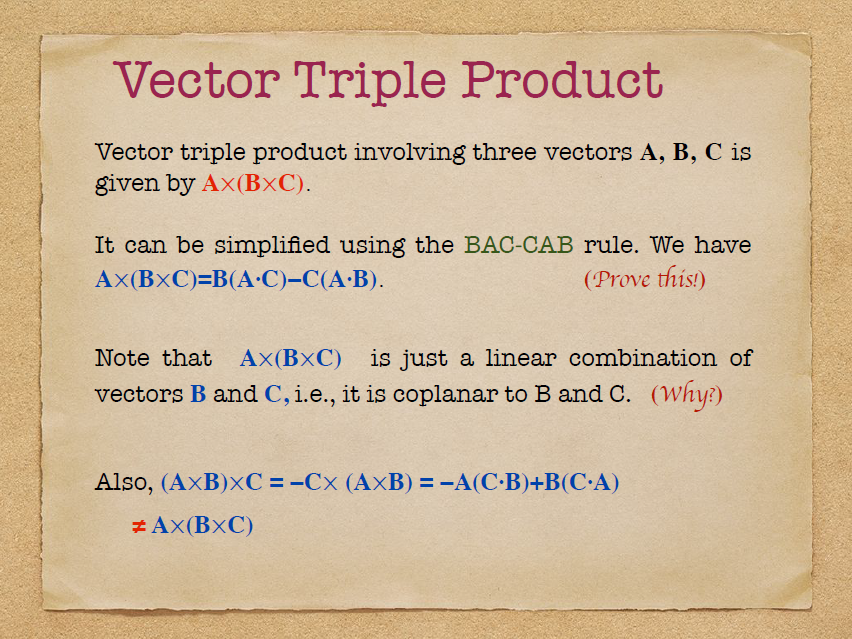 Vector Triple Product
Vector triple product involving three vectors A, B, C is
given by A×(B×C).
It can be simplified using the BAC-CAB rule. We have
A×(B×C)=B(A·C)−C(A·B). (Prove this!)
Note that A×(B×C) is just a linear combination of
vectors B and C, i.e., it is coplanar to B and C. (Why?)
Also, (A×B)×C = −C× (A×B) = −A(C·B)+B(C·A)
≠ A×(B×C)